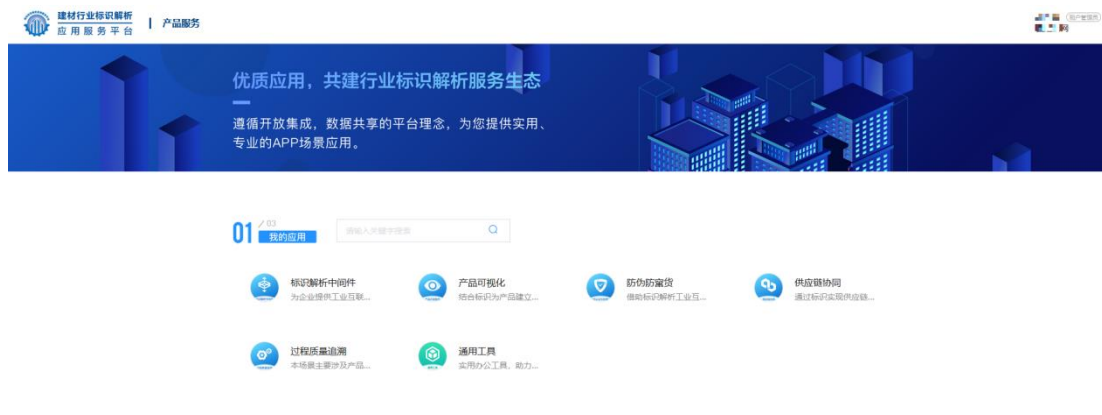 建材行业标识解析
应用服务平台
产品服务
优质应用，共建行业标识解析服务生态
遵循开放集成，数据共享的平台理念，为您提供实用、
专业的APP场景应用。
01
/ 03
我的应用
请输入关键字搜索
标识解析中间件
为企业提供工业互联...
产品可视化
结合标识为产品建立...
防伪防窜货
借助标识解析工业互...
供应链协同
通过标识实现供应链...
过程质量追溯
本场景主要涉及产品...
通用工具
实用办公工具，助力...